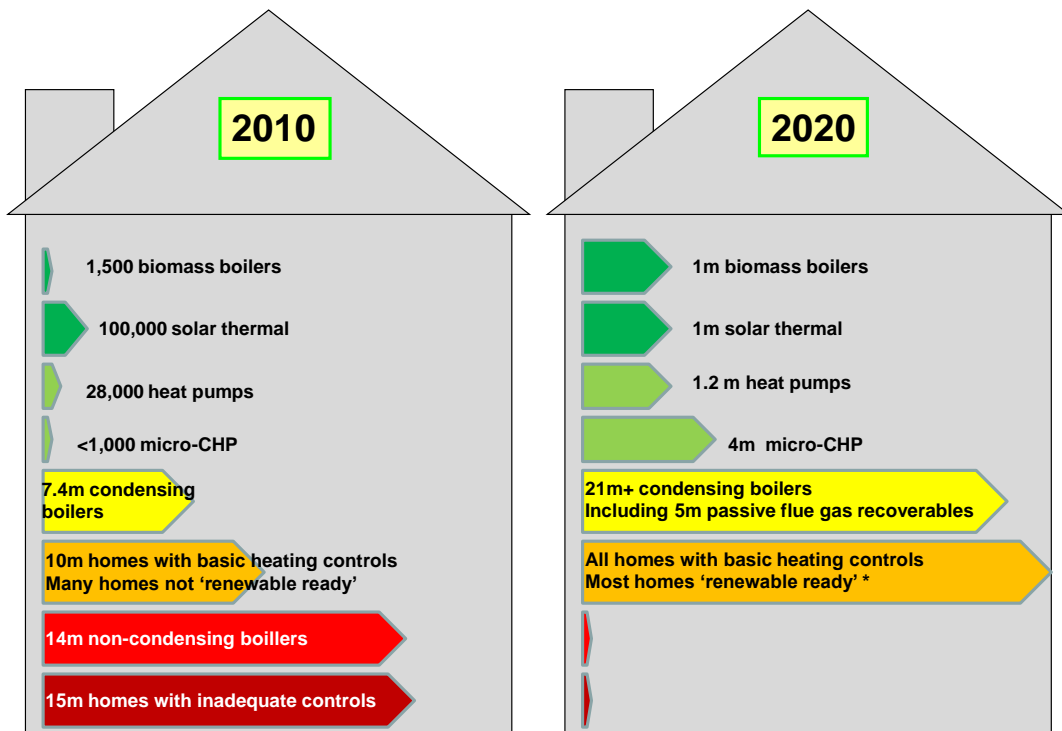 2010
1,500 biomass boilers
100,000 solar thermal
28,000 heat pumps
<1,000 micro-CHP
7.4m condensing
boilers
10m homes with basic heating controls
Many homes not ‘renewable ready’
14m non-condensing boillers
15m homes with inadequate controls
2020
1m biomass boilers
1m solar thermal
1.2 m heat pumps
4m  micro-CHP
21m+ condensing boilers
Including 5m passive flue gas recoverables
All homes with basic heating controls
Most homes ‘renewable ready’ *